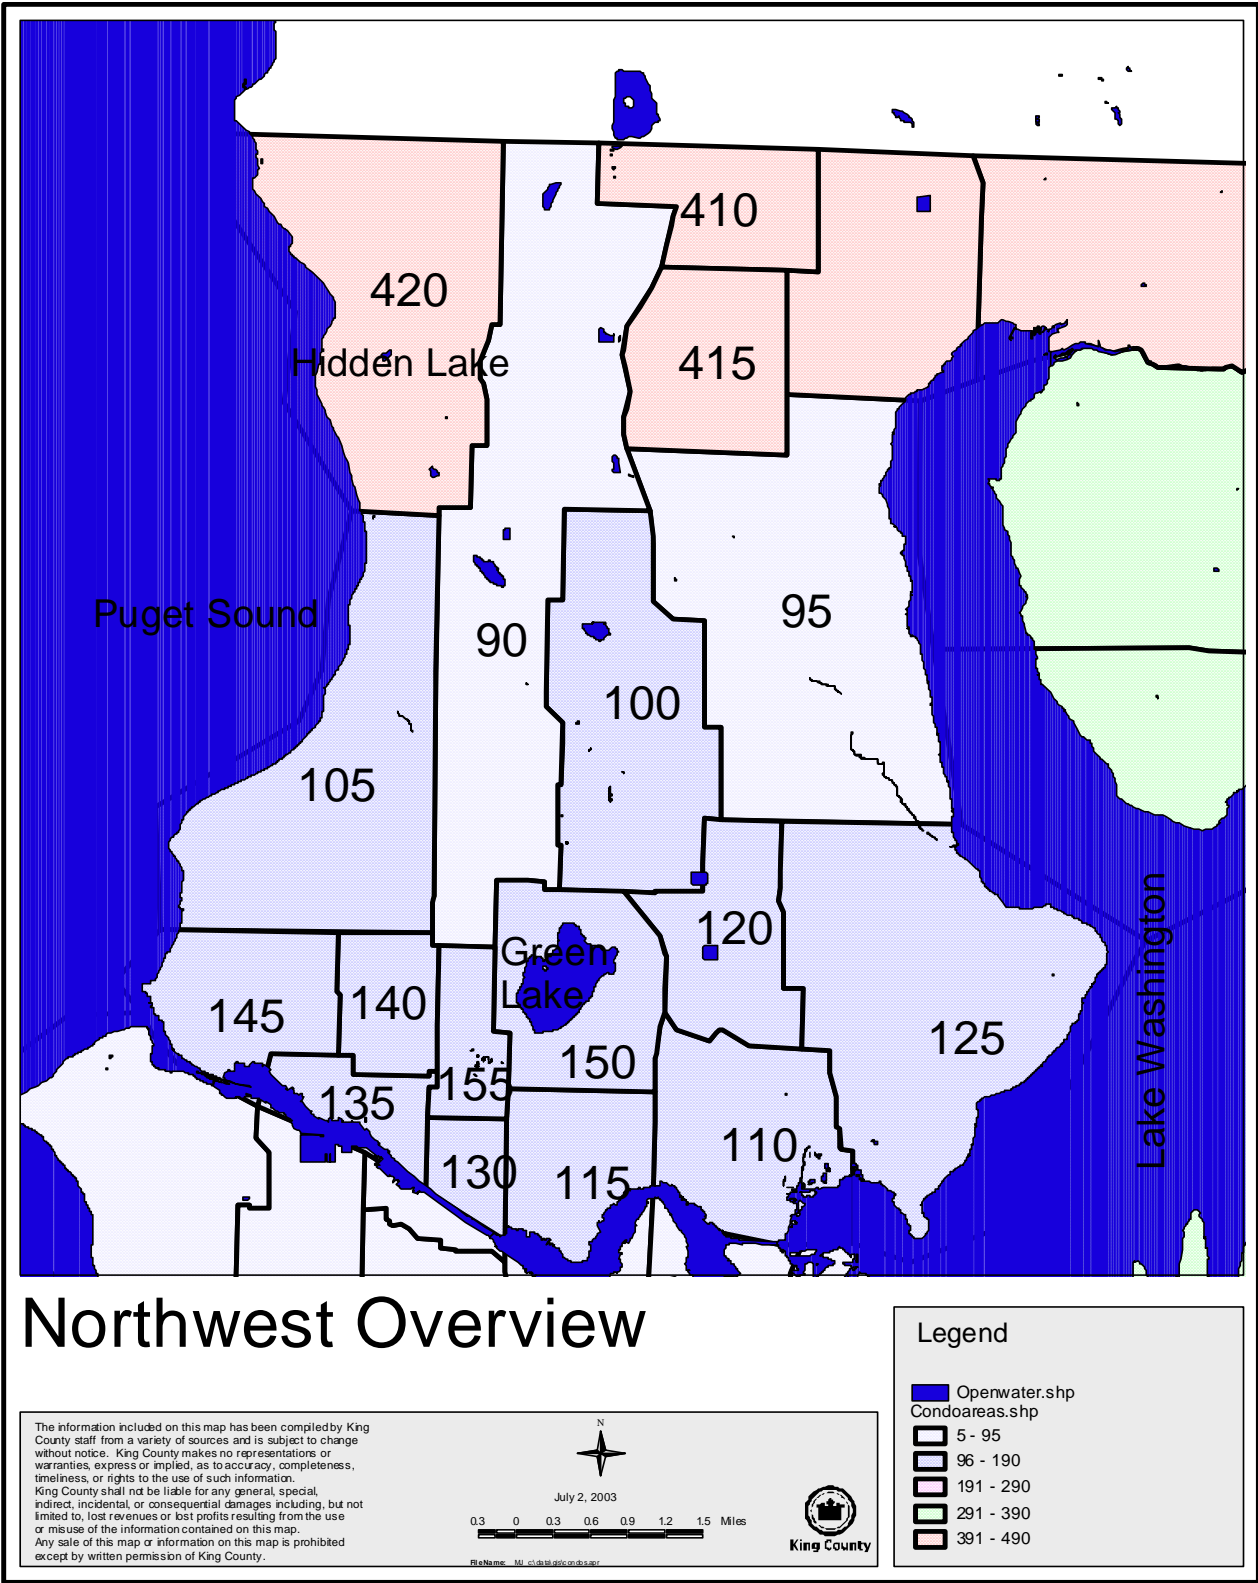 410
420
Hidden Lake
415
Puget Sound
95
90
100
105
120
Green
Lake
145
140
125
150
155
135
110
130
115
Lake Washington
Northwest Overview
Legend
Openwater.shp
Condoareas.shp
5 - 95
96 - 190
191 - 290
291 - 390
391 - 490
The information included on this map has been compiled by King
County staff from a variety of sources and is subject to change
without notice. King County makes no representations or
warranties, express or implied, as to accuracy, completeness,
timeliness, or rights to the use of such information.
King County shall not be liable for any general, special,
indirect, incidental, or consequential damages including, but not
limited to, lost revenues or lost profits resulting from the use
or misuse of the information contained on this map.
Any sale of this map or information on this map is prohibited
except by written permission of King County.
N
July 2, 2003
0.3 0 0.3 0.6 0.9 1.2 1.5 Miles
File Name: MJ c:\data\gis\condos.apr
King County